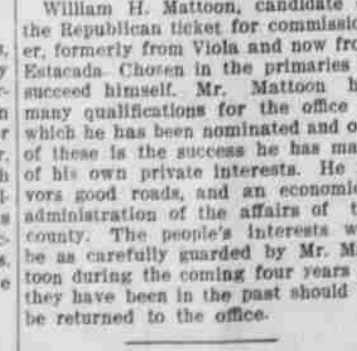 William H. Mattoon, candidate
the Republican ticket for commissio
er, formerly from Viola and now fro
Estacada Chosen in the primaries
succeed himself. Mr. Mattoon h
many qualifications for the office
which he has been nominated and o
of these is the success he has ma
of his own private interests. He
vors good roads, and an economi
administration of the affairs of t
county. The people's interests w
be as carefully guarded by Mr. M
toon during the coming four years
they have been in the past should
be returned to the office.